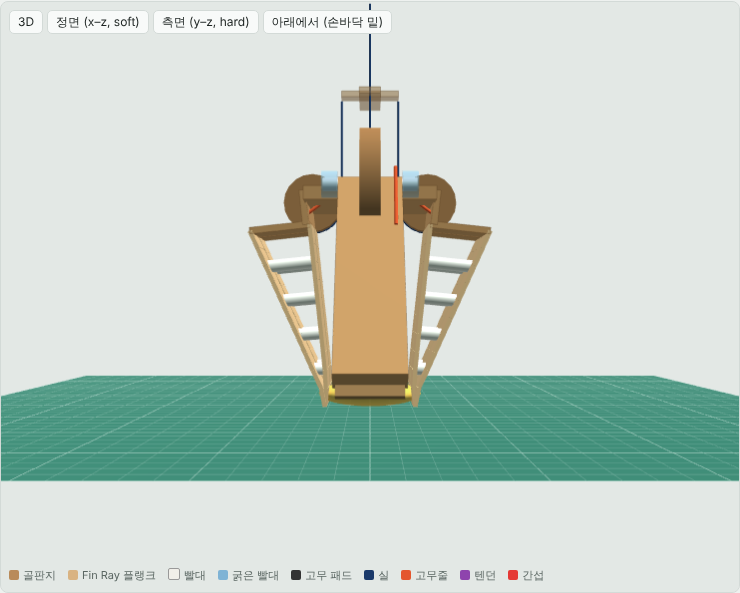 3D 정면 (x–z, soft) 측면 (y–z, hard) 아래에서 (손바닥 밑)
골판지 Fin Ray 플랭크 빨대 굵은 빨대 고무 패드 실 고무줄 텐던 간섭